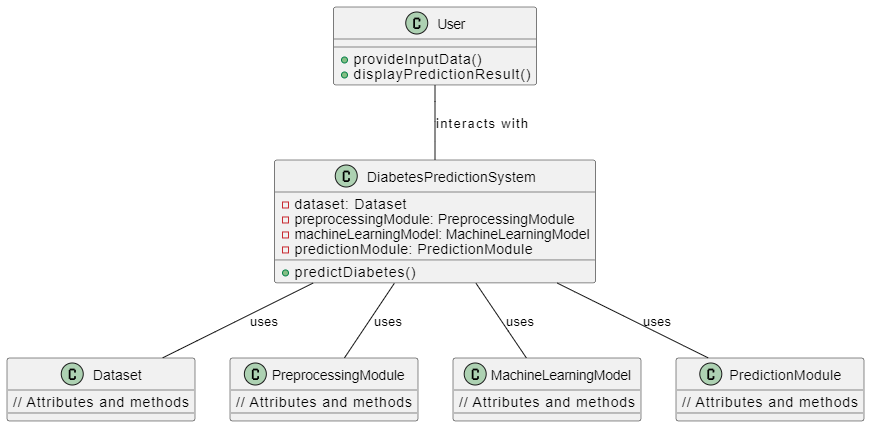 C User
provideInputData()
displayPredictionResult()
interacts with
C DiabetesPredictionSystem
dataset: Dataset
preprocessingModule: PreprocessingModule
machineLearningModel: MachineLearningModel
predictionModule: PredictionModule
predictDiabetes()
uses uses uses uses
C Dataset C PreprocessingModule C MachineLearningModel C PredictionModule
// Attributes and methods // Attributes and methods // Attributes and methods // Attributes and methods